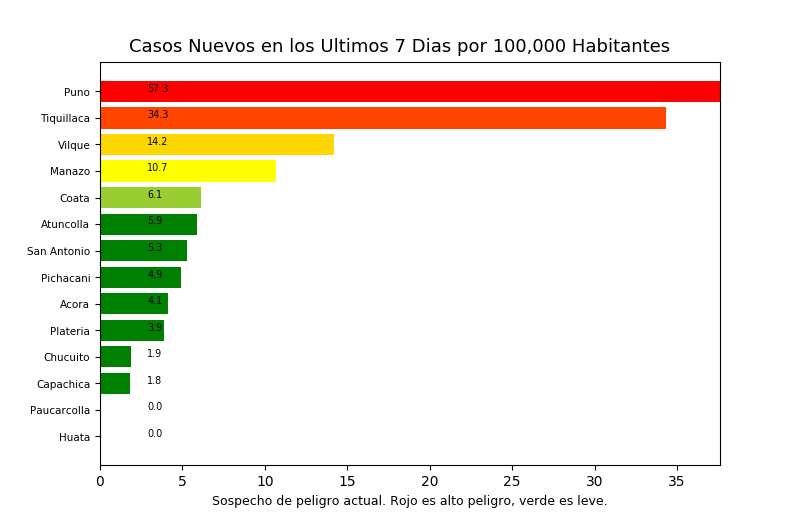 Casos Nuevos en los Ultimos 7 Dias por 100,000 Habitantes
Puno 57.3
Tiquillaca 34.3
Vilque 14.2
Manazo 10.7
Coata 6.1
Atuncolla 5.9
San Antonio 5.3
Pichacani 4.9
Acora 4.1
Plateria 3.9
Chucuito 1.9
Capachica 1.8
Paucarcolla 0.0
Huata 0.0
0 5 10 15 20 25 30 35
Sospecho de peligro actual. Rojo es alto peligro, verde es leve.